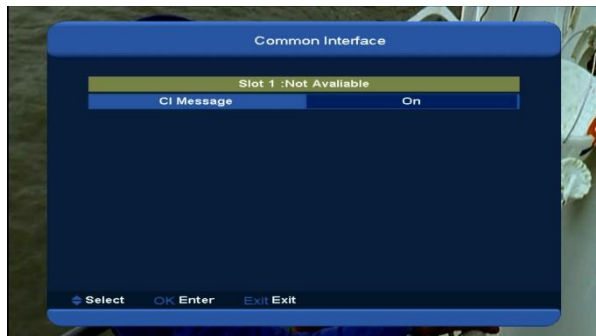 Common Interface
Slot 1 :Not Avaliable
CI Message On
Select OK Enter Exit Exit